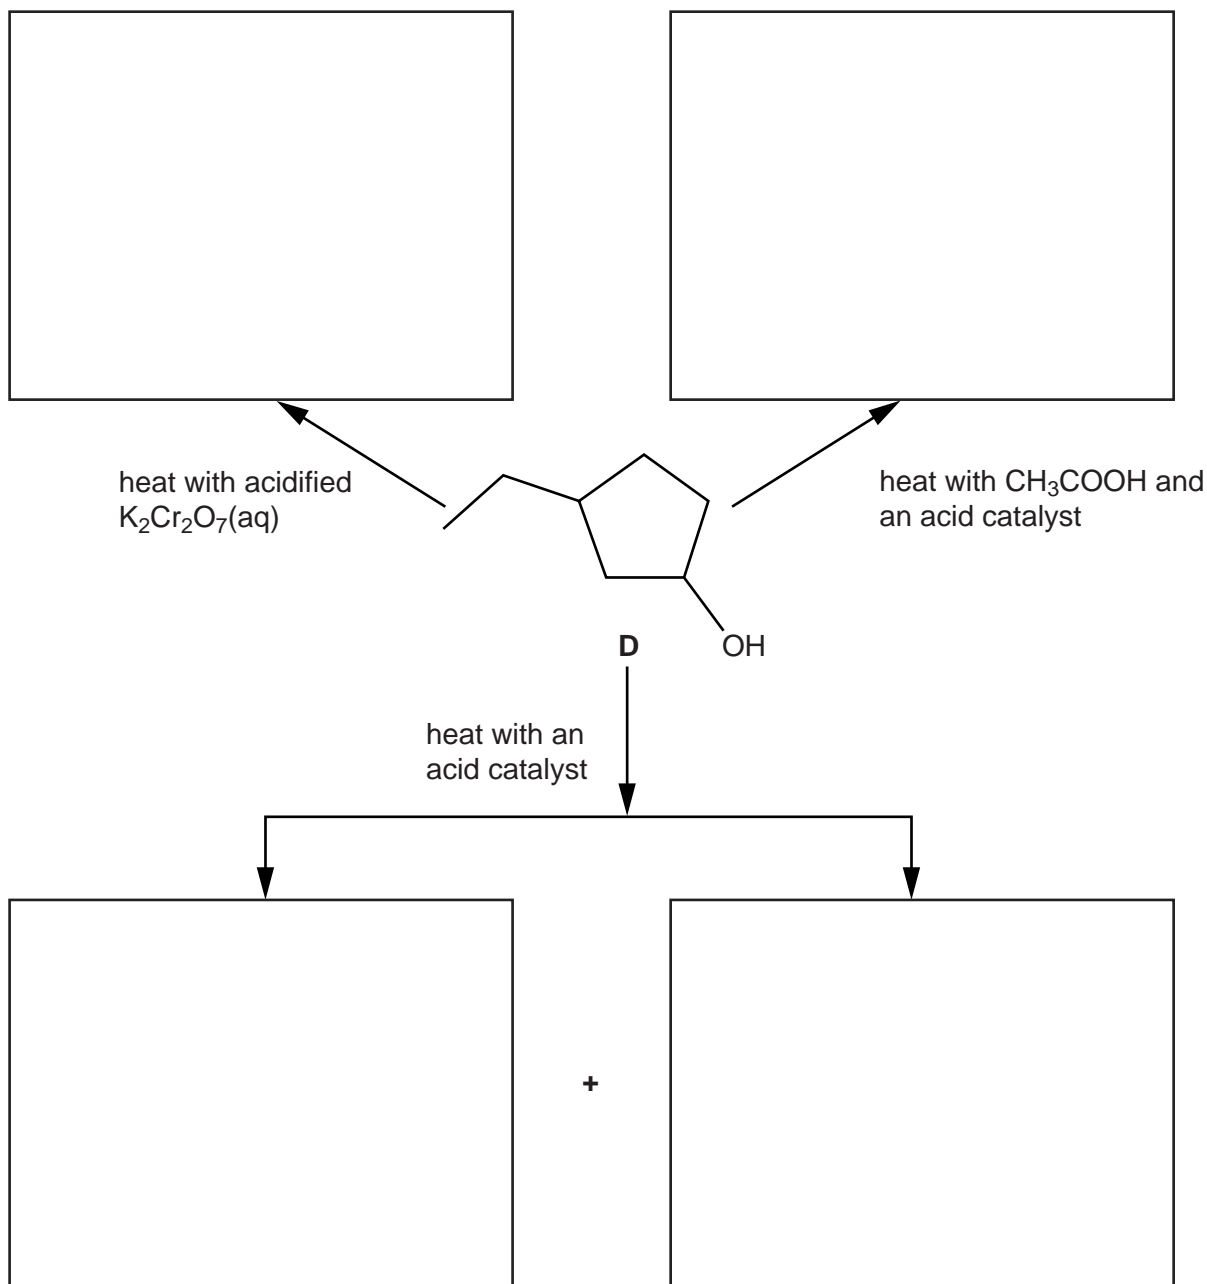 heat with acidified
K₂Cr₂O₇(aq)
heat with CH₃COOH and
an acid catalyst
D
OH
heat with an
acid catalyst
+